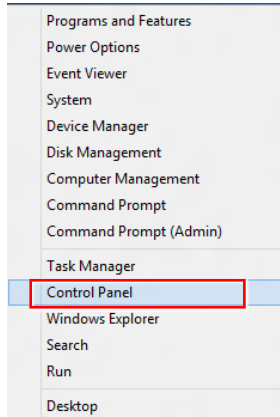 Programs and Features
Power Options
Event Viewer
System
Device Manager
Disk Management
Computer Management
Command Prompt
Command Prompt (Admin)
Task Manager
Control Panel
Windows Explorer
Search
Run
Desktop